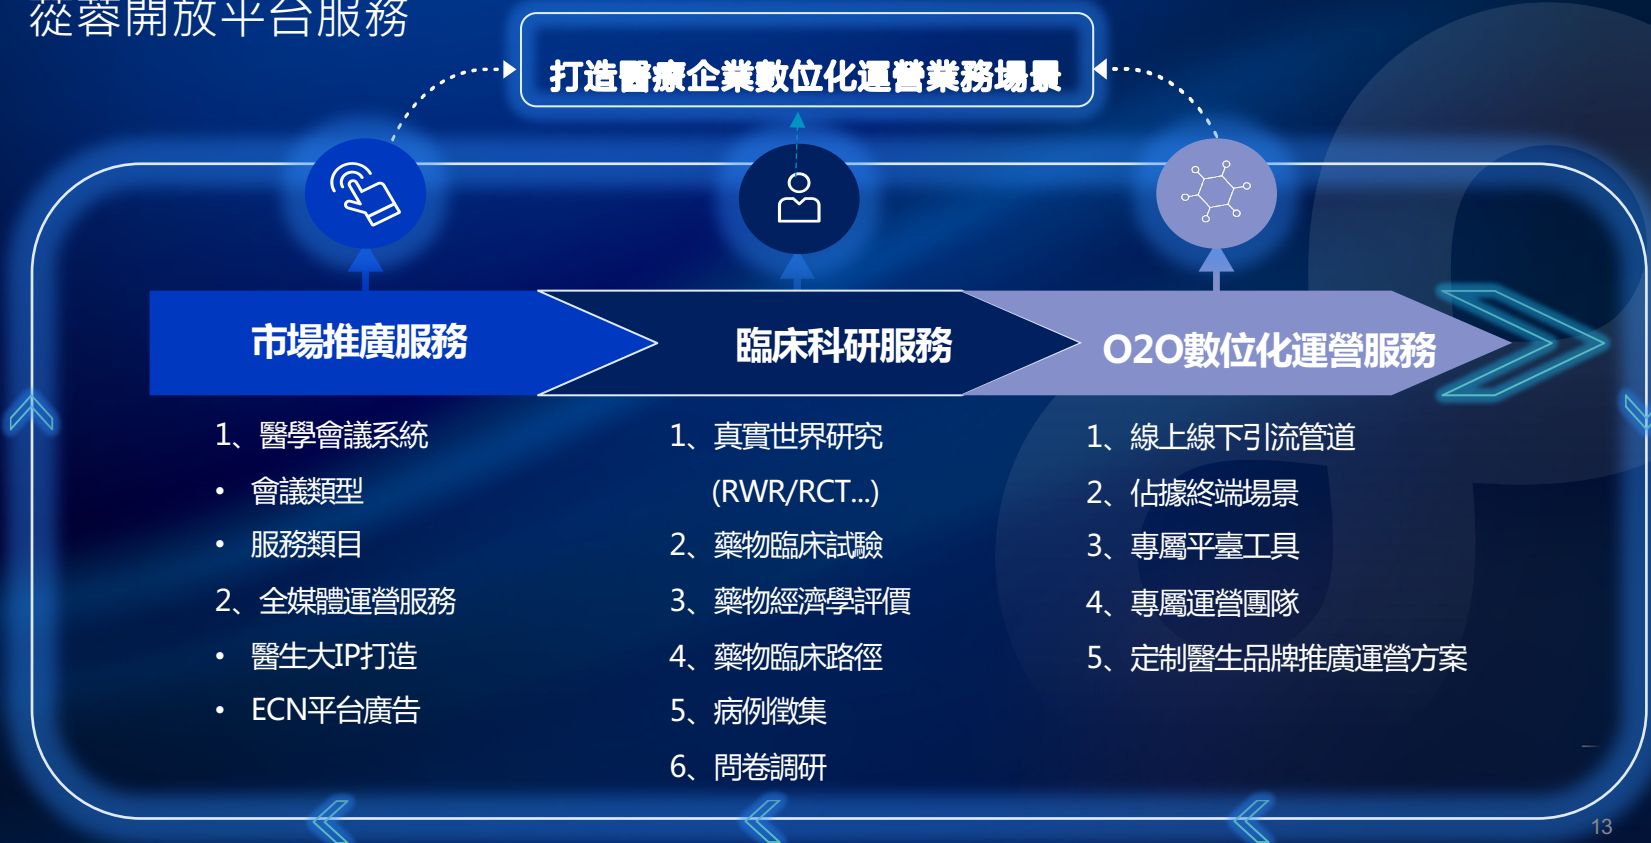 從蓉開放平台服務
打造醫療企業數位化運營業務場景
市場推廣服務
1、醫學會議系統
• 會議類型
• 服務類目
2、全媒體運營服務
• 醫生大IP打造
• ECN平台廣告
臨床科研服務
1、真實世界研究
(RWR/RCT...)
2、藥物臨床試驗
3、藥物經濟學評價
4、藥物臨床路徑
5、病例徵集
6、問卷調研
O2O數位化運營服務
1、線上線下引流管道
2、佔據終端場景
3、專屬平臺工具
4、專屬運營團隊
5、定制醫生品牌推廣運營方案
13